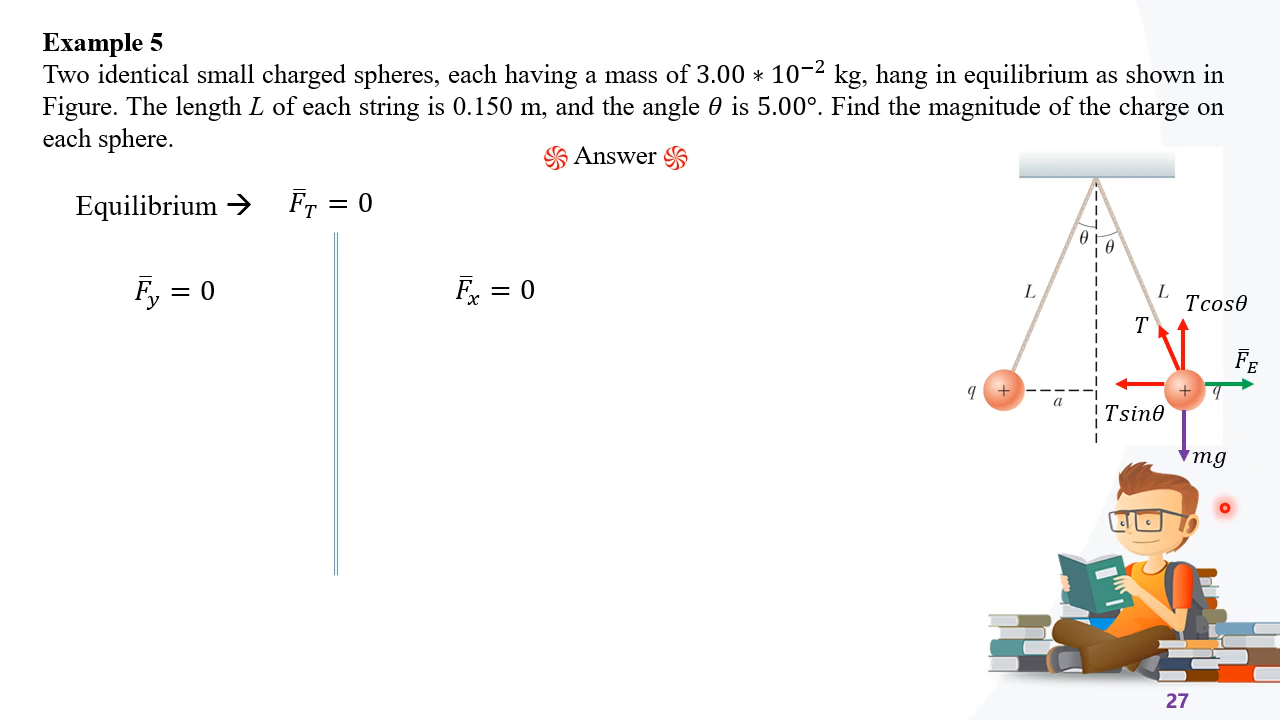 Example 5
Two identical small charged spheres, each having a mass of 3.00 ∗ 10⁻² kg, hang in equilibrium as shown in
Figure. The length L of each string is 0.150 m, and the angle θ is 5.00°. Find the magnitude of the charge on
each sphere.
Answer
Equilibrium → F̅_T = 0
F̅_y = 0
F̅_x = 0
θ
θ
L
L
Tcosθ
T
F̅_E
q
+
a
+
q
Tsinθ
mg
27